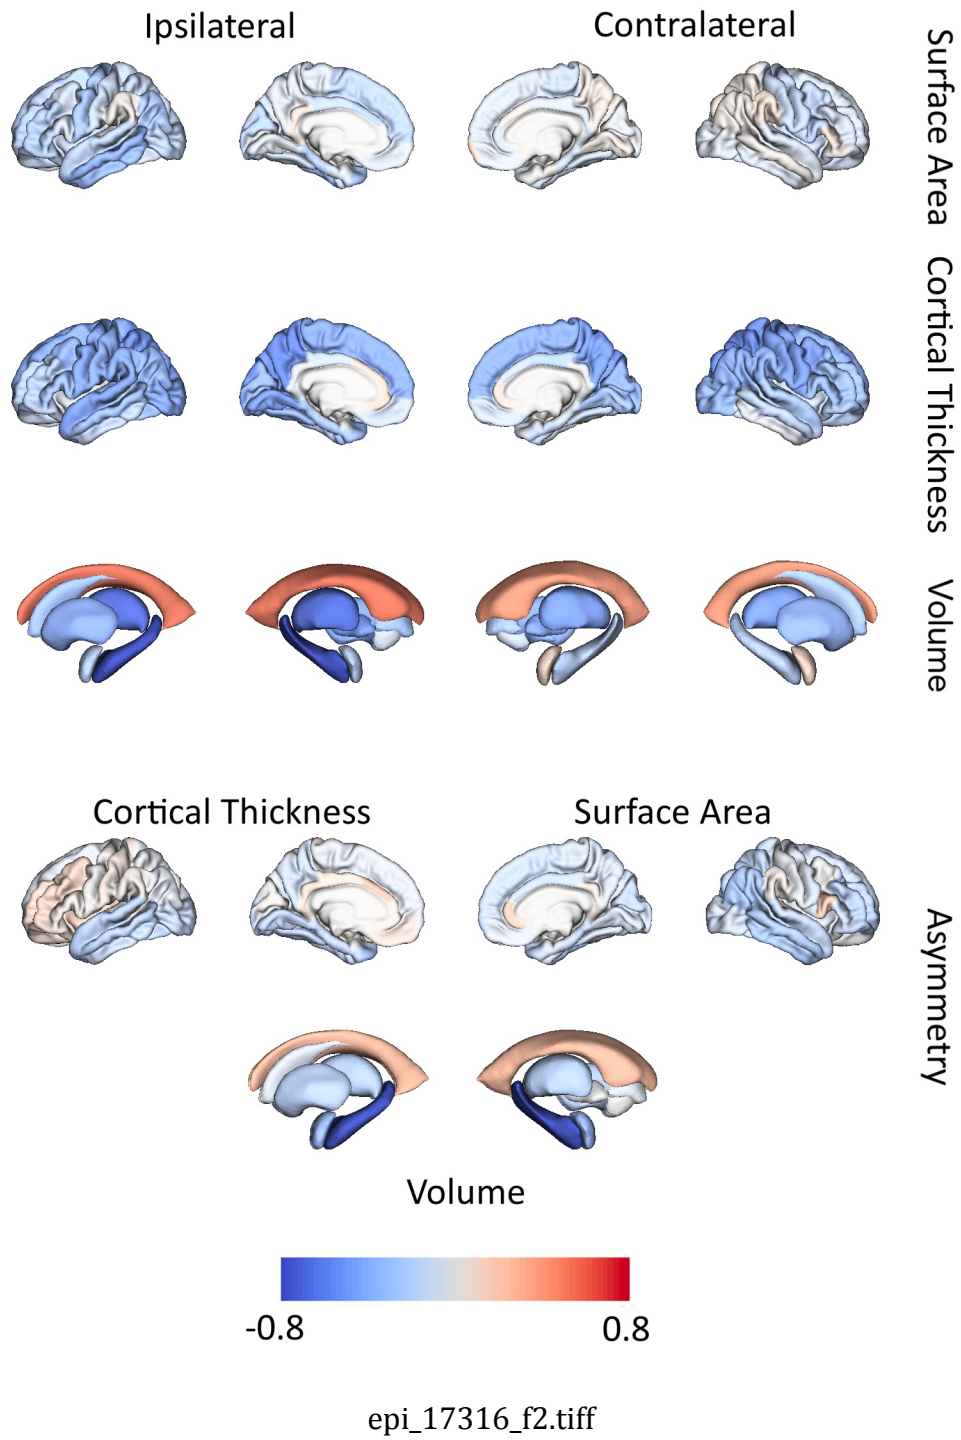 Ipsilateral
Contralateral
Surface Area
Cortical Thickness
Volume
Cortical Thickness
Surface Area
Asymmetry
Volume
-0.8
0.8
epi_17316_f2.tiff